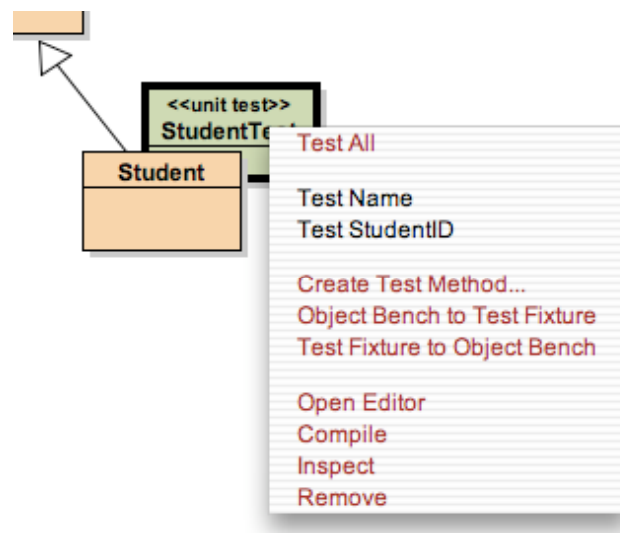 <<unit test>>
StudentTest
Student
Test All
Test Name
Test StudentID
Create Test Method...
Object Bench to Test Fixture
Test Fixture to Object Bench
Open Editor
Compile
Inspect
Remove